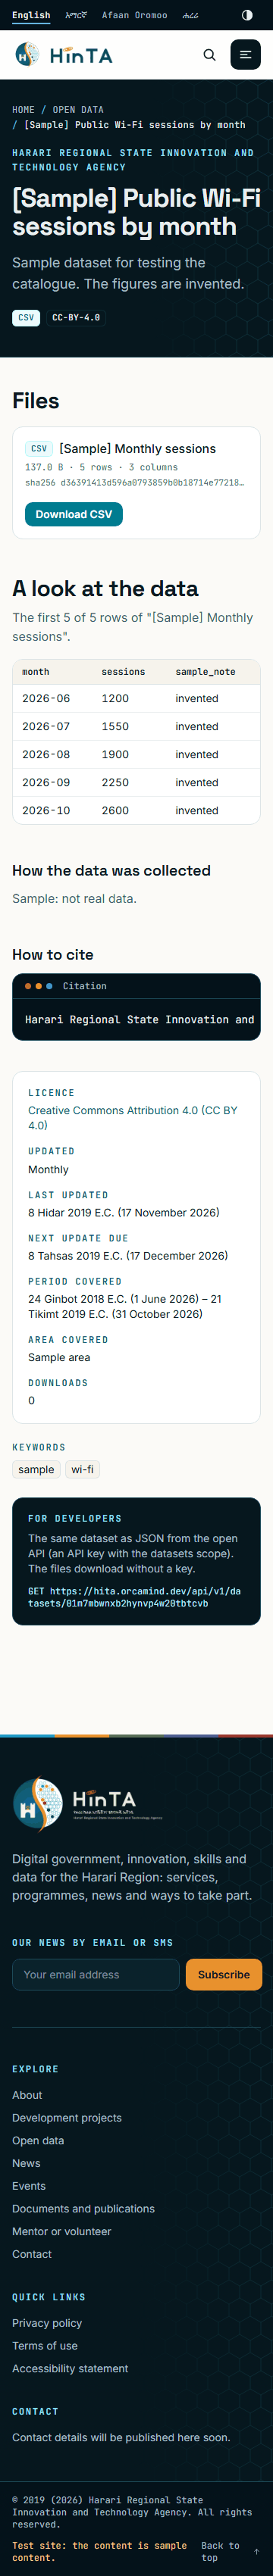 English አማርኛ Afaan Oromoo ሐረሪ
HinTA
HOME / OPEN DATA
/ [Sample] Public Wi-Fi sessions by month
HARARI REGIONAL STATE INNOVATION AND
TECHNOLOGY AGENCY
[Sample] Public Wi-Fi
sessions by month
Sample dataset for testing the
catalogue. The figures are invented.
CSV CC-BY-4.0
Files
CSV [Sample] Monthly sessions
137.0 B · 5 rows · 3 columns
sha256 d36391413d596a0793859b0b18714e77218…
Download CSV
A look at the data
The first 5 of 5 rows of "[Sample] Monthly
sessions".
month sessions sample_note
2026-06 1200 invented
2026-07 1550 invented
2026-08 1900 invented
2026-09 2250 invented
2026-10 2600 invented
How the data was collected
Sample: not real data.
How to cite
Citation
Harari Regional State Innovation and
LICENCE
Creative Commons Attribution 4.0 (CC BY
4.0)
UPDATED
Monthly
LAST UPDATED
8 Hidar 2019 E.C. (17 November 2026)
NEXT UPDATE DUE
8 Tahsas 2019 E.C. (17 December 2026)
PERIOD COVERED
24 Ginbot 2018 E.C. (1 June 2026) – 21
Tikimt 2019 E.C. (31 October 2026)
AREA COVERED
Sample area
DOWNLOADS
0
KEYWORDS
sample wi-fi
FOR DEVELOPERS
The same dataset as JSON from the open
API (an API key with the datasets scope).
The files download without a key.
GET https://hita.orcamind.dev/api/v1/da
tasets/01m7mbwnxb2hynvp4w20tbtcvb
HinTA
Harari Regional State Innovation and Technology Agency
Digital government, innovation, skills and
data for the Harari Region: services,
programmes, news and ways to take part.
OUR NEWS BY EMAIL OR SMS
Your email address Subscribe
EXPLORE
About
Development projects
Open data
News
Events
Documents and publications
Mentor or volunteer
Contact
QUICK LINKS
Privacy policy
Terms of use
Accessibility statement
CONTACT
Contact details will be published here soon.
© 2019 (2026) Harari Regional State
Innovation and Technology Agency. All rights
reserved.
Test site: the content is sample
content.
Back to
top ↑